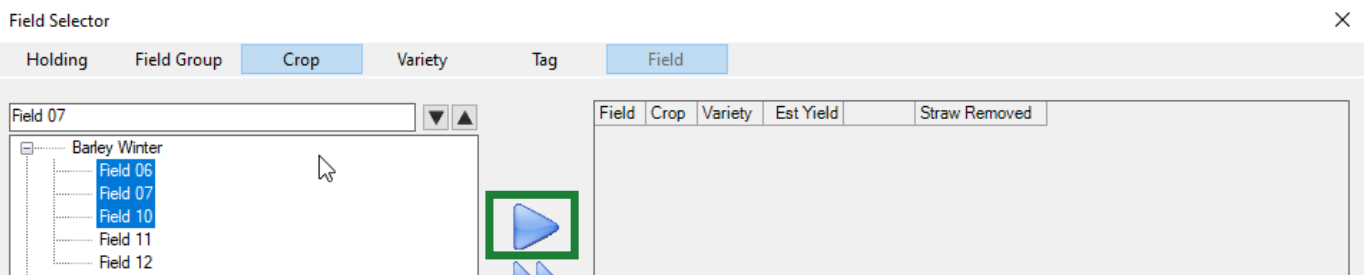 Field Selector
Holding Field Group Crop Variety Tag Field
Field 07
Field Crop Variety Est Yield Straw Removed
Barley Winter
Field 06
Field 07
Field 10
Field 11
Field 12